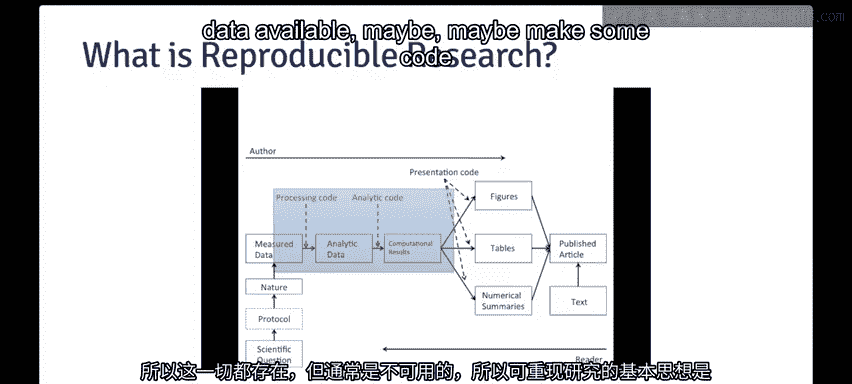 data available, maybe, maybe make some
code.
What is Reproducible Research?
Author
Presentation code
Processing code
Analytic code
Figures
Measured
Data
Analytic
Data
Computational
Results
Tables
Published
Article
Nature
Numerical
Summaries
Text
Protocol
Scientific
Question
Reader
所以这一切都存在，但通常是不可用的，所以可重现研究的基本思想是